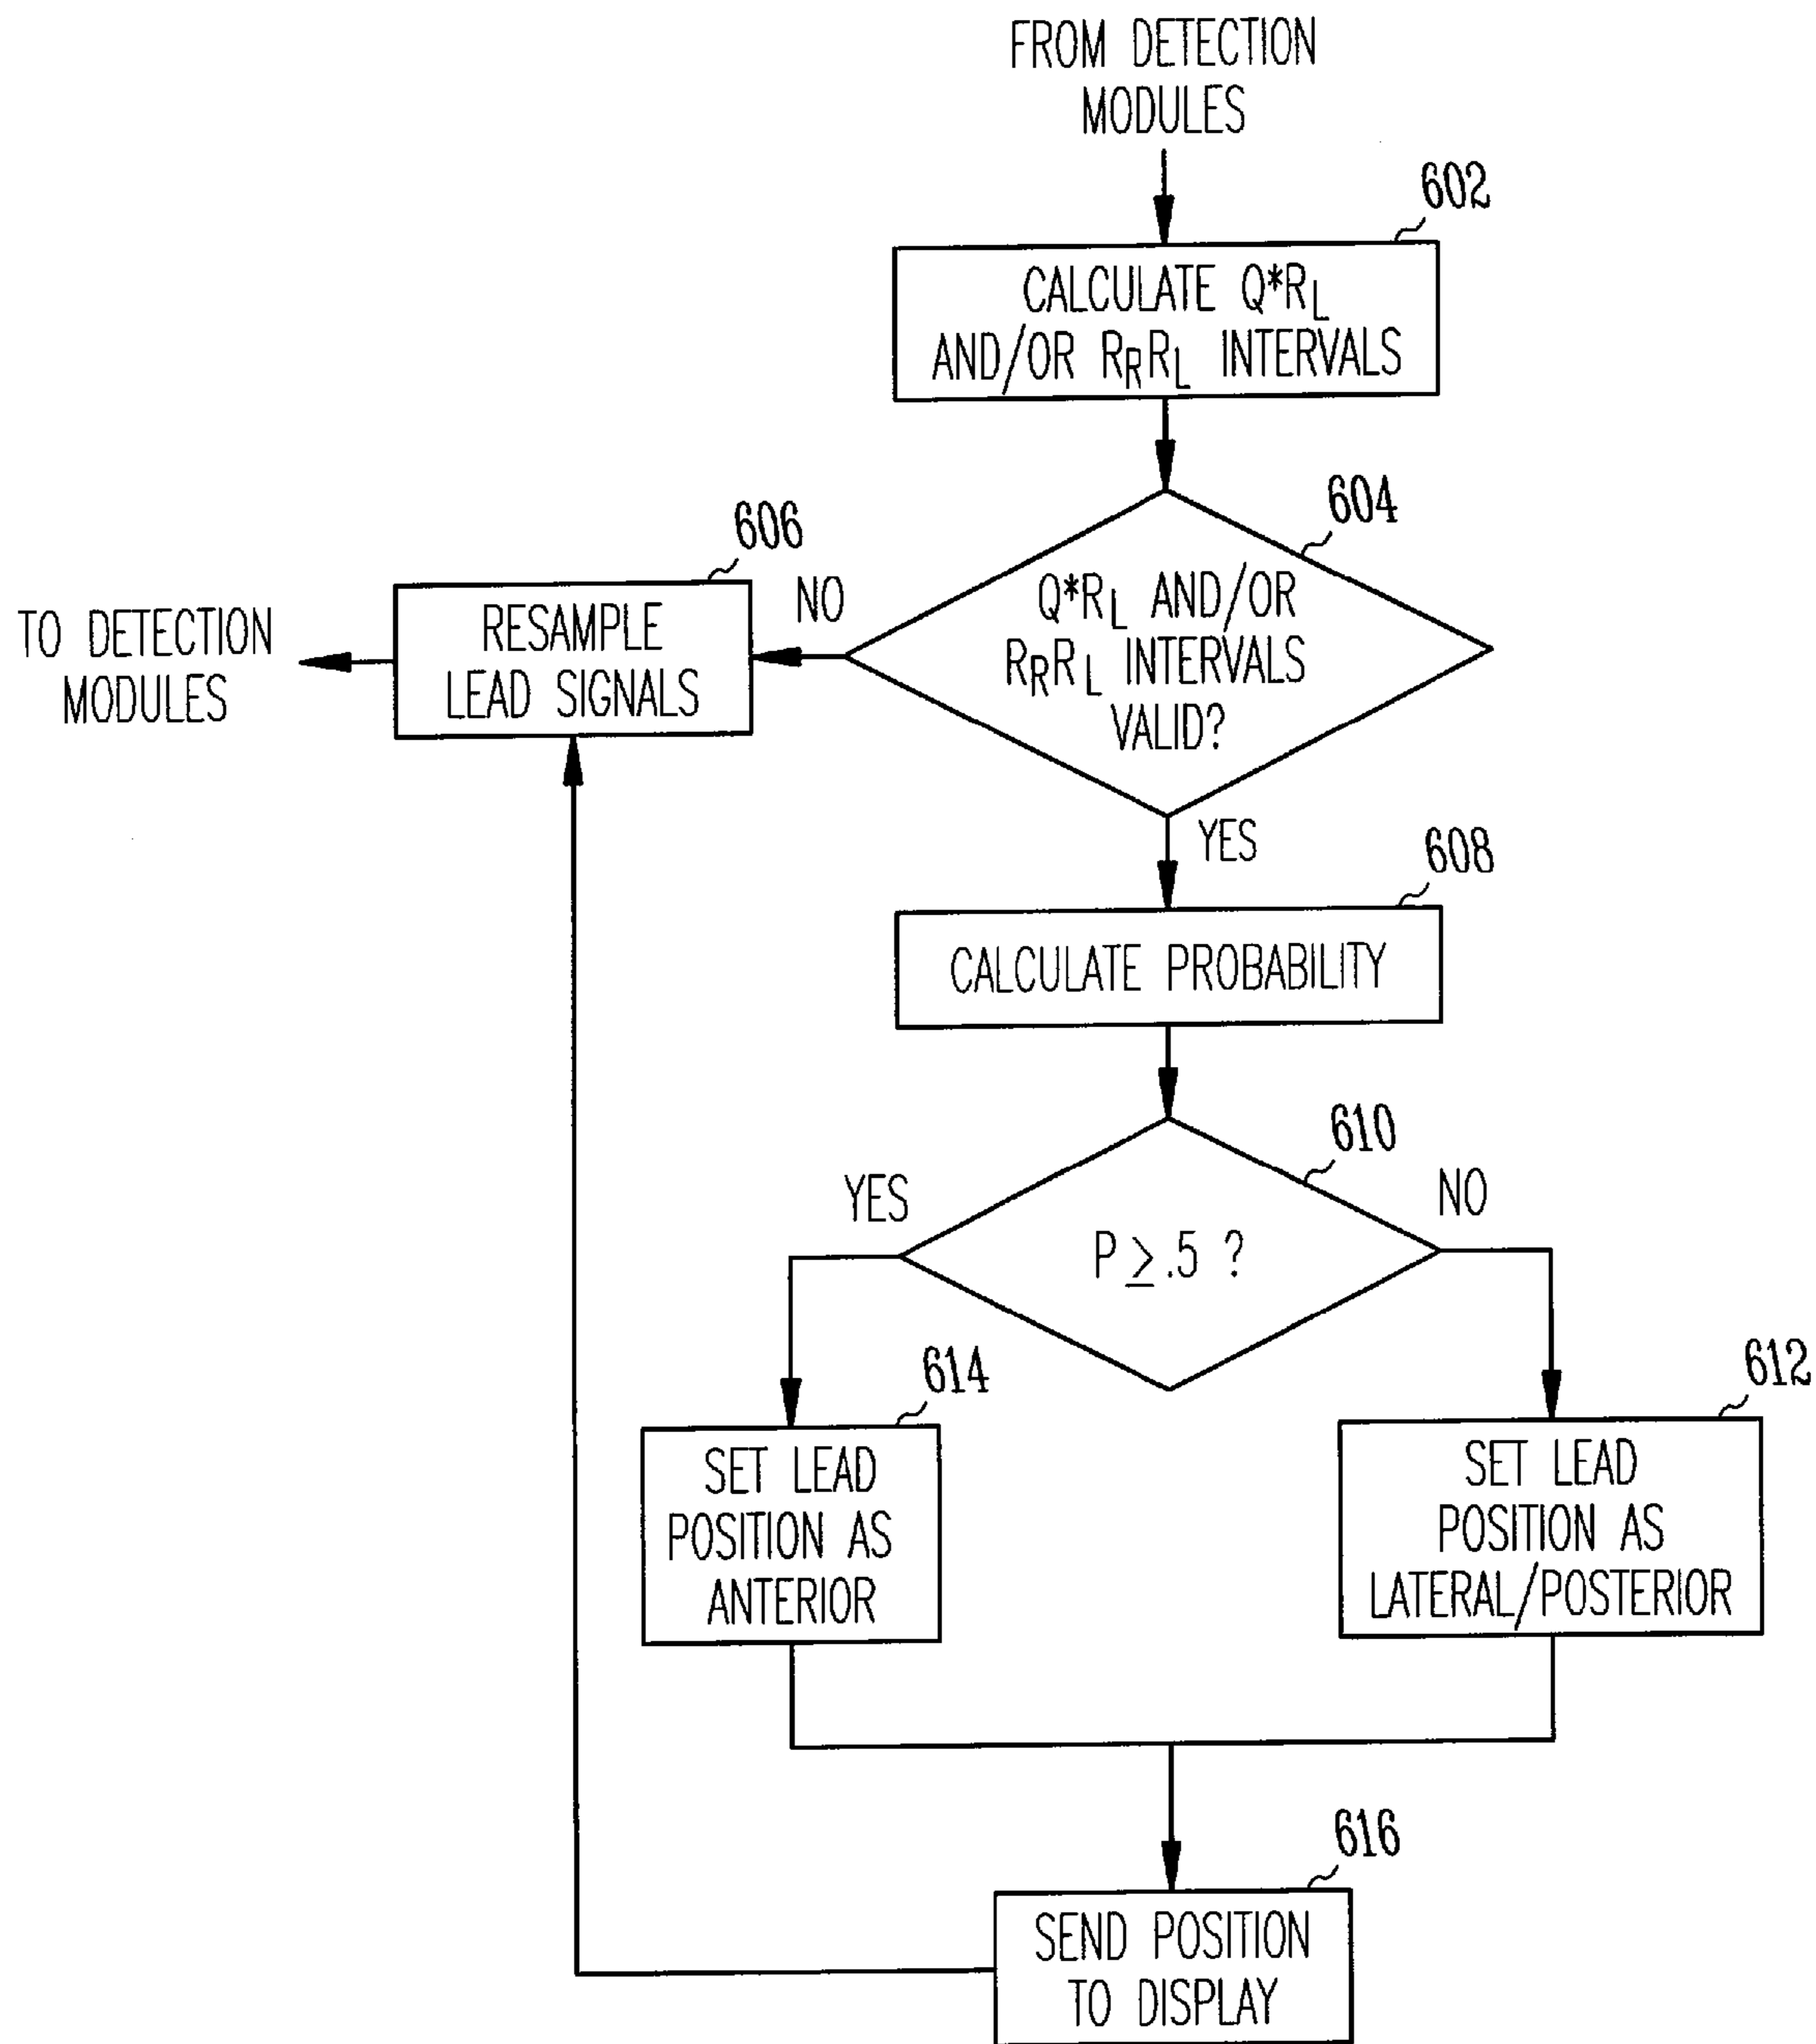 FROM DETECTION
MODULES
602
CALCULATE Q*RL
AND/OR RRRL INTERVALS
604
Q*RL AND/OR
RRRL INTERVALS
VALID?
NO
606
RESAMPLE
LEAD SIGNALS
TO DETECTION
MODULES
YES
608
CALCULATE PROBABILITY
610
P ≥ .5 ?
YES
NO
614
SET LEAD
POSITION AS
ANTERIOR
612
SET LEAD
POSITION AS
LATERAL/POSTERIOR
616
SEND POSITION
TO DISPLAY